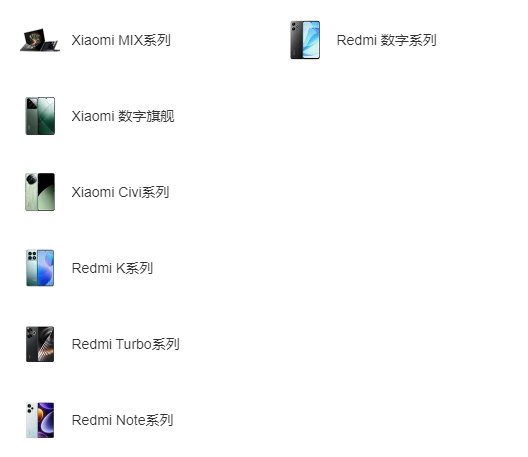 Xiaomi MIX系列
Xiaomi 数字旗舰
Xiaomi Civi系列
Redmi K系列
Redmi Turbo系列
Redmi Note系列
Redmi 数字系列